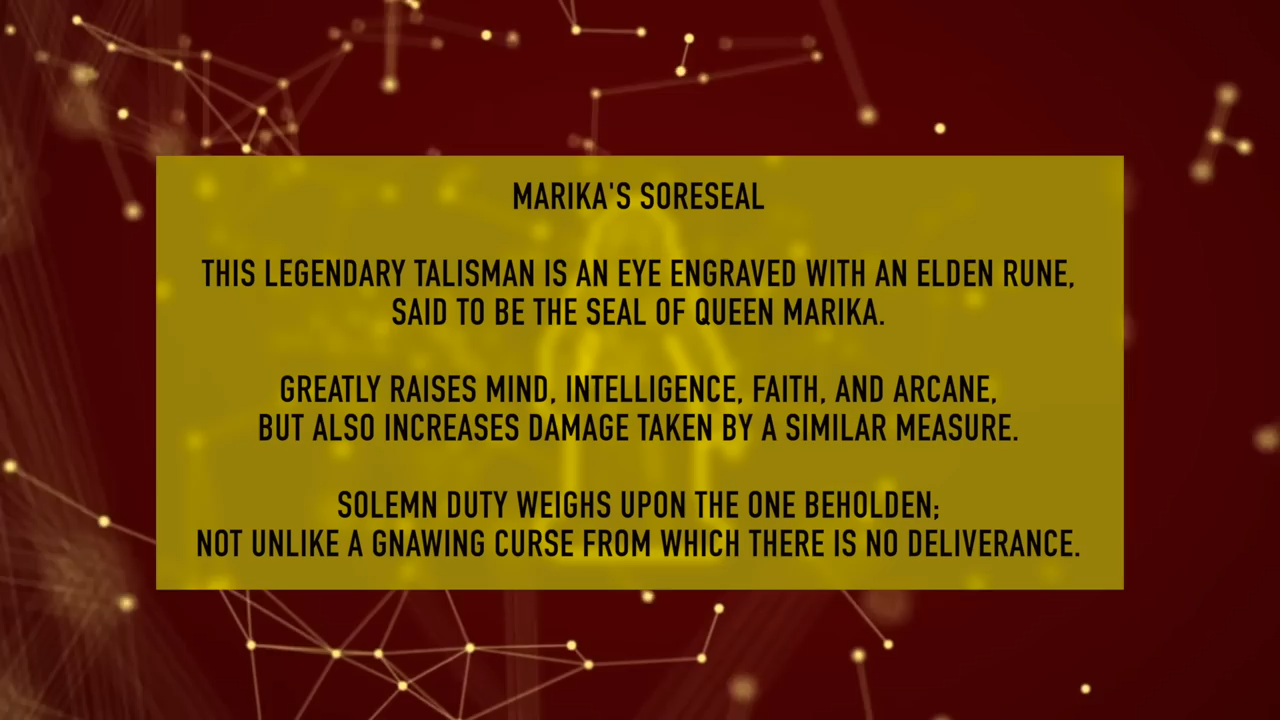 MARIKA'S SORESEAL
THIS LEGENDARY TALISMAN IS AN EYE ENGRAVED WITH AN ELDEN RUNE,
SAID TO BE THE SEAL OF QUEEN MARIKA.
GREATLY RAISES MIND, INTELLIGENCE, FAITH, AND ARCANE,
BUT ALSO INCREASES DAMAGE TAKEN BY A SIMILAR MEASURE.
SOLEMN DUTY WEIGHS UPON THE ONE BEHOLDEN;
NOT UNLIKE A GNAWING CURSE FROM WHICH THERE IS NO DELIVERANCE.